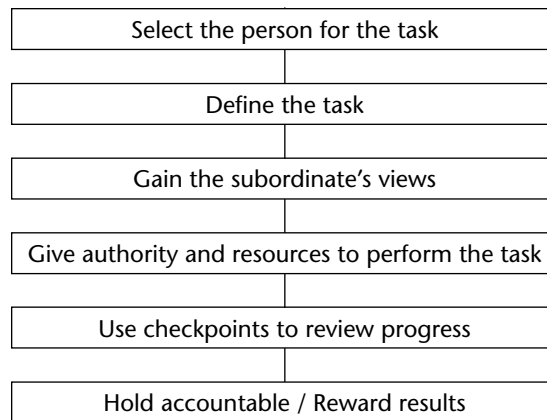 Select the person for the task
Define the task
Gain the subordinate’s views
Give authority and resources to perform the task
Use checkpoints to review progress
Hold accountable / Reward results